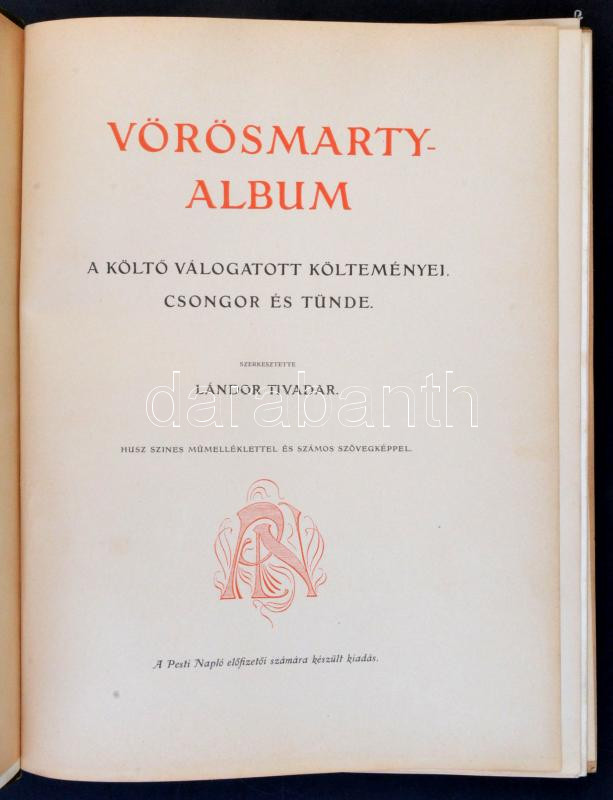 VÖRÖSMARTY-
ALBUM
A KÖLTŐ VÁLOGATOTT KÖLTEMÉNYEI.
CSONGOR ÉS TÜNDE.
SZERKESZTETTE
LÁNDOR TIVADAR.
darabanth
HUSZ SZINES MŰMELLÉKLETTEL ÉS SZÁMOS SZÖVEGKÉPPEL.
PN
A Pesti Napló előfizetői számára készült kiadás.